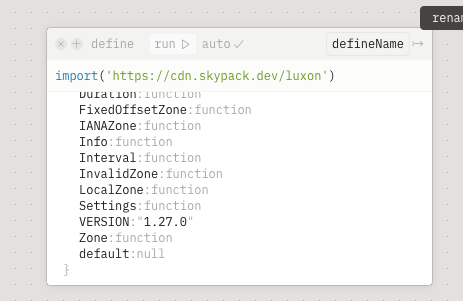 renam
define run auto defineName
import('https://cdn.skypack.dev/luxon')
Duration:function
FixedOffsetZone:function
IANAZone:function
Info:function
Interval:function
InvalidZone:function
LocalZone:function
Settings:function
VERSION:"1.27.0"
Zone:function
default:null
}